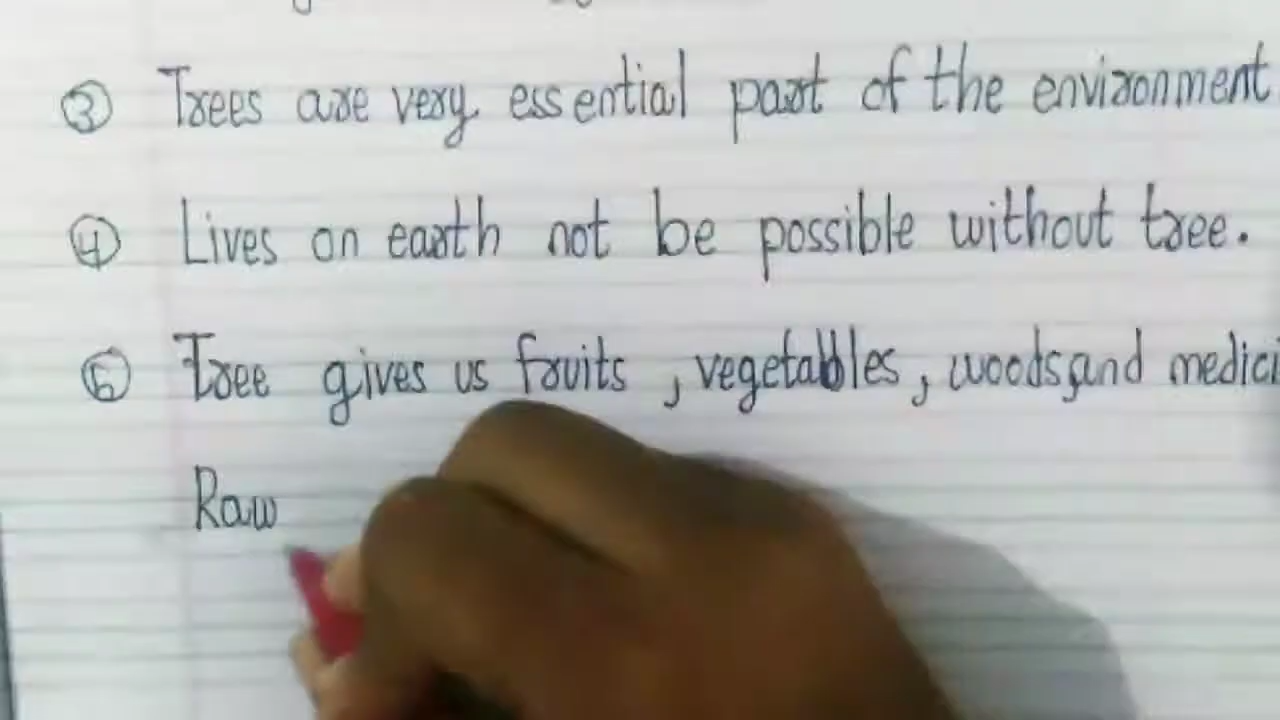 ③ Trees are very essential part of the environment
④ Lives on earth not be possible without tree.
⑤ Tree gives us fruits, vegetables, woods, and medici
Raw